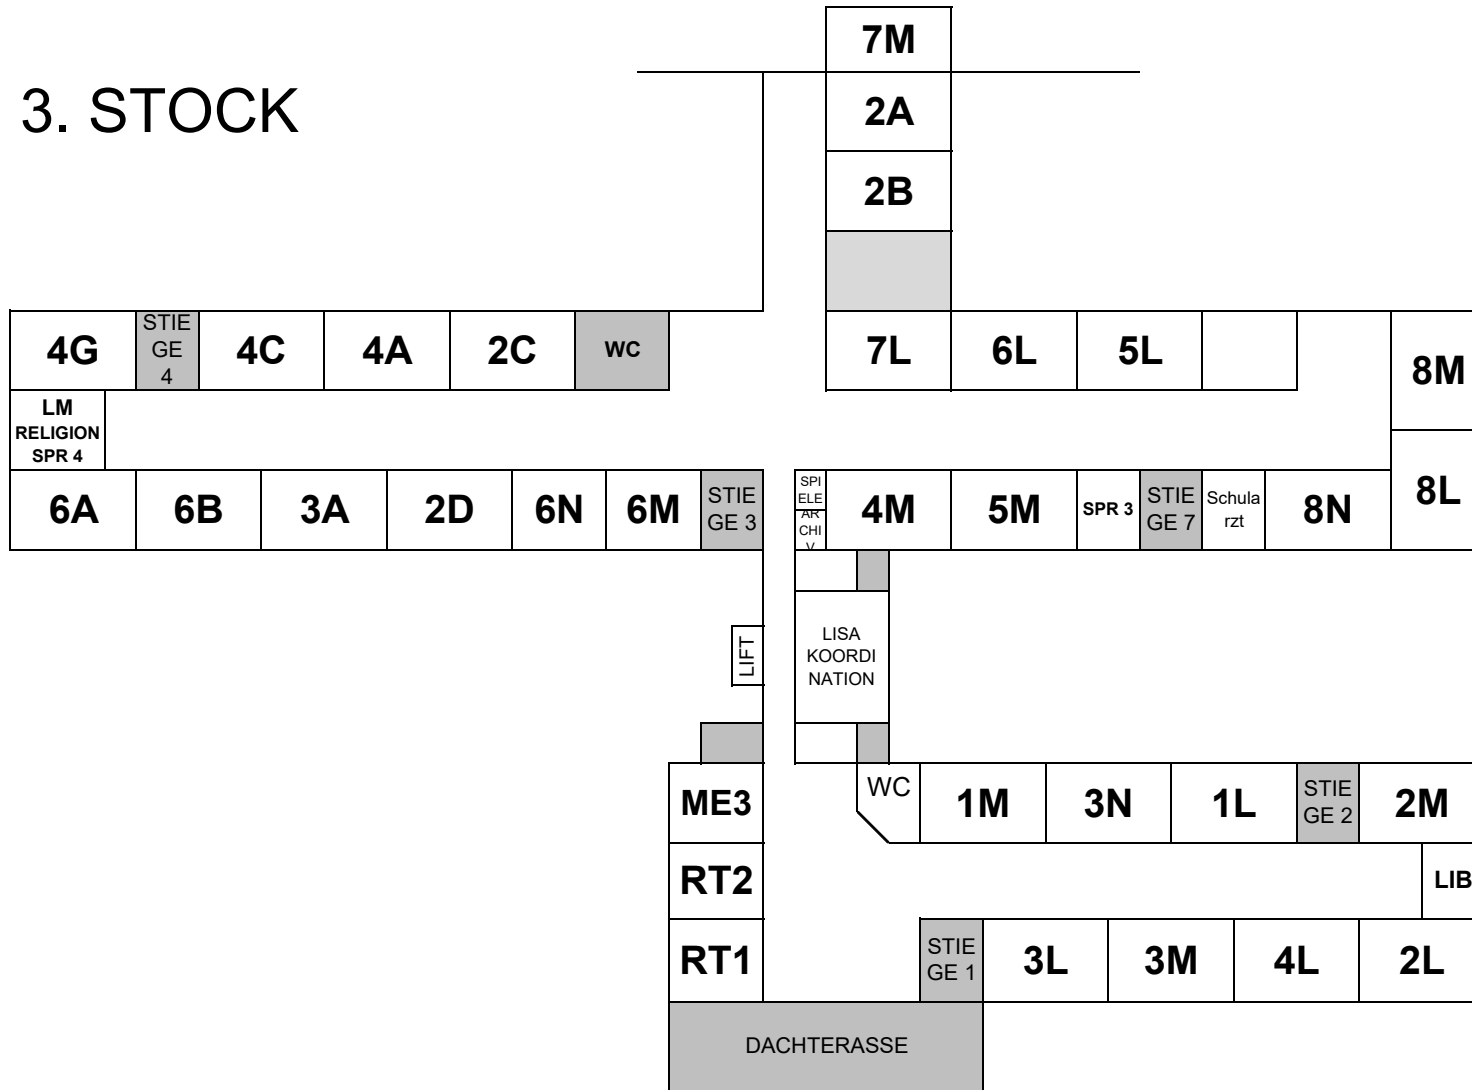 7M
3. STOCK
2A
2B
4G
STIE
GE
4
4C
4A
2C
WC
7L
6L
5L
8M
LM
RELIGION
SPR 4
6A
6B
3A
2D
6N
6M
STIE
GE 3
SPI
ELE
AR
CHI
V
4M
5M
SPR 3
STIE
GE 7
Schula
rzt
8N
8L
LIFT
LISA
KOORDI
NATION
ME3
WC
1M
3N
1L
STIE
GE 2
2M
RT2
LIB
RT1
STIE
GE 1
3L
3M
4L
2L
DACHTERASSE